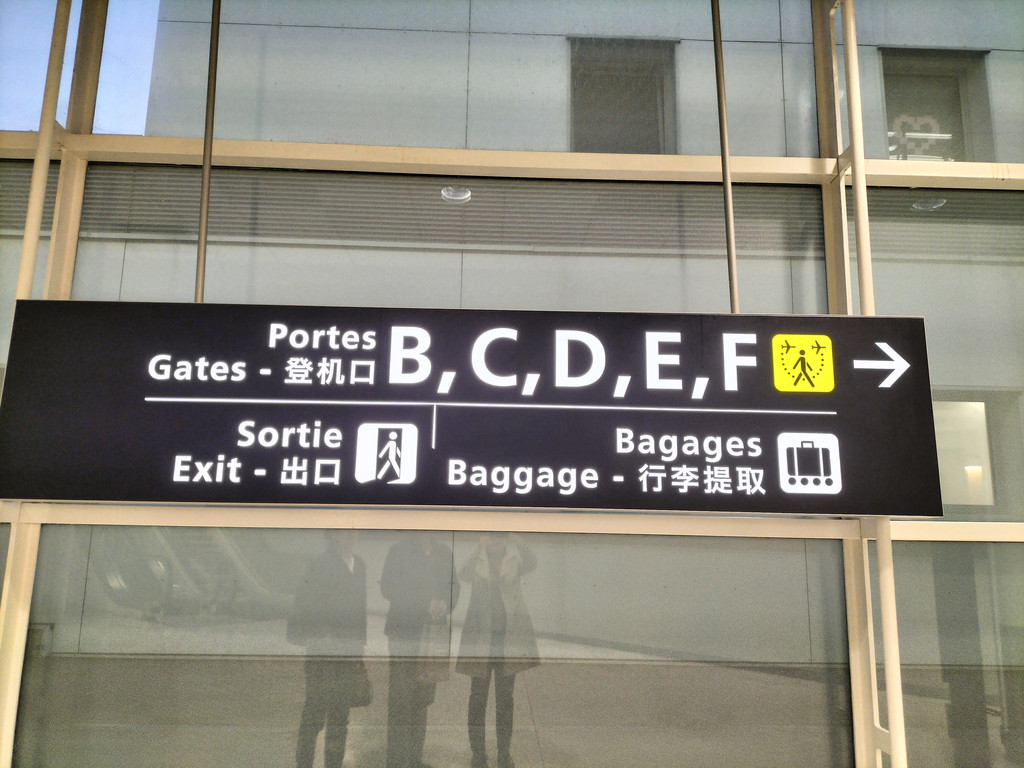 Portes
Gates - 登机口
B, C, D, E, F
Sortie
Exit - 出口
Bagages
Baggage - 行李提取